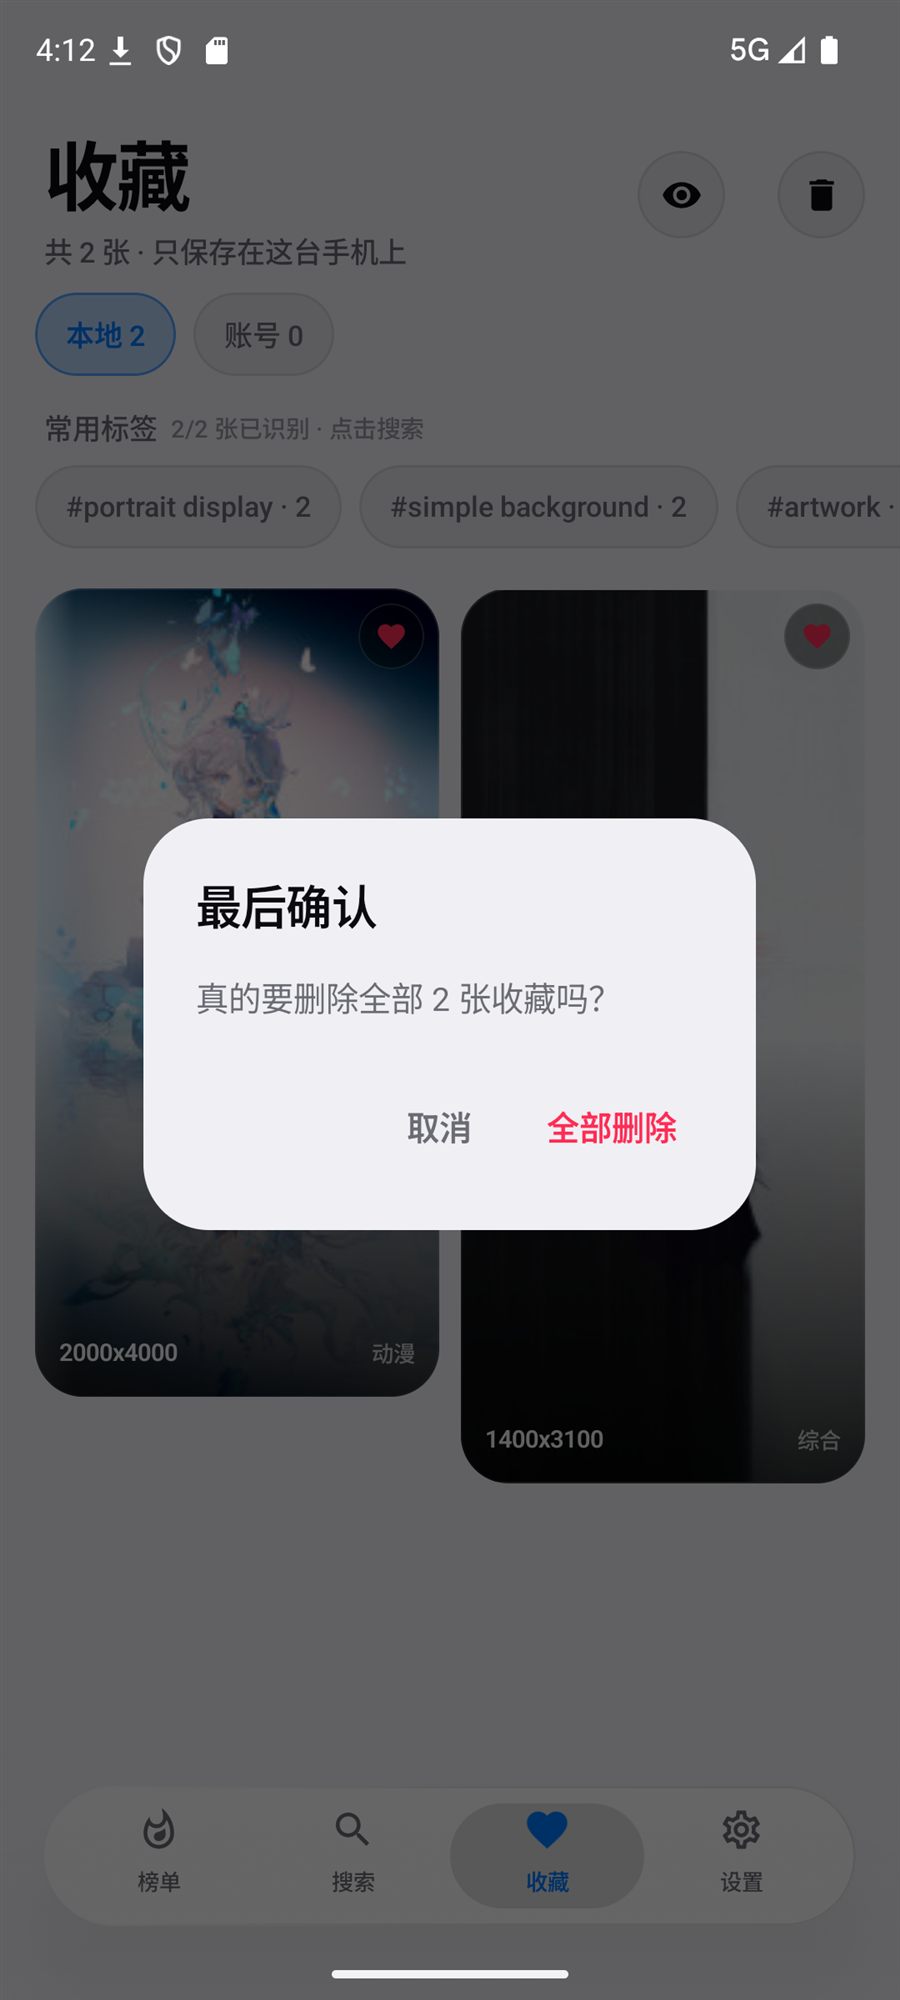 4:12
5G
收藏
共 2 张 · 只保存在这台手机上
本地 2
账号 0
常用标签 2/2 张已识别 · 点击搜索
#portrait display · 2
#simple background · 2
#artwork ·
最后确认
真的要删除全部 2 张收藏吗？
取消
全部删除
2000x4000
动漫
1400x3100
综合
榜单
搜索
收藏
设置